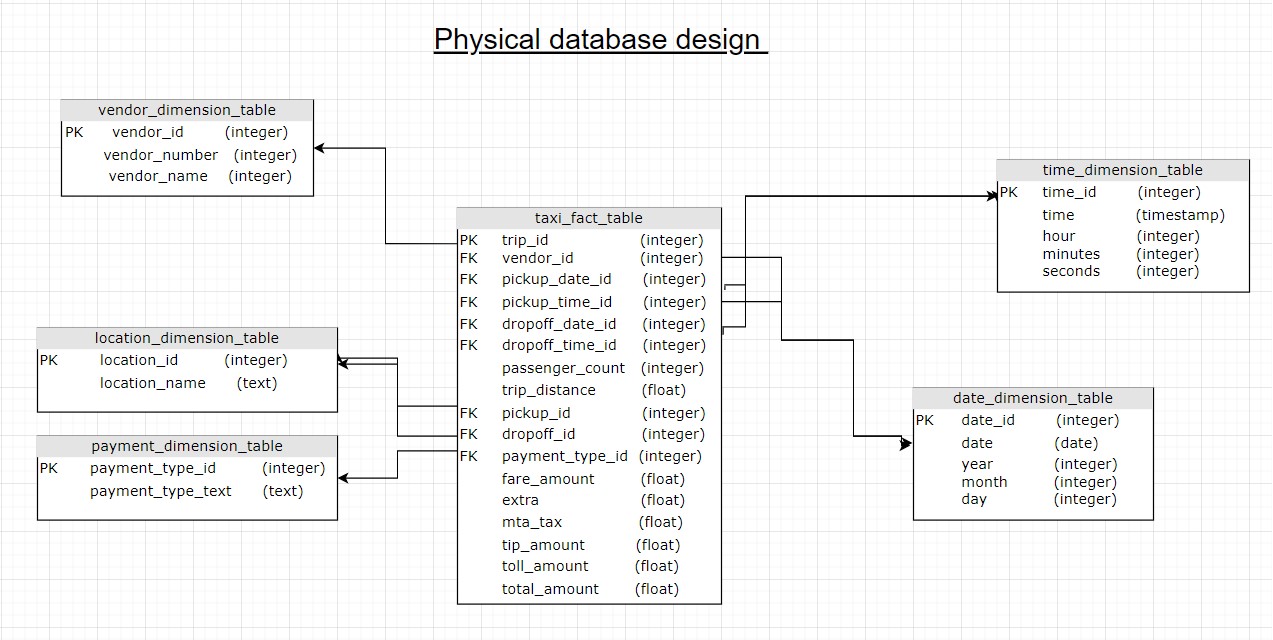 Physical database design
vendor_dimension_table
PK vendor_id (integer)
vendor_number (integer)
vendor_name (integer)
location_dimension_table
PK location_id (integer)
location_name (text)
payment_dimension_table
PK payment_type_id (integer)
payment_type_text (text)
taxi_fact_table
PK trip_id (integer)
FK vendor_id (integer)
FK pickup_date_id (integer)
FK pickup_time_id (integer)
FK dropoff_date_id (integer)
FK dropoff_time_id (integer)
passenger_count (integer)
trip_distance (float)
FK pickup_id (integer)
FK dropoff_id (integer)
FK payment_type_id (integer)
fare_amount (float)
extra (float)
mta_tax (float)
tip_amount (float)
toll_amount (float)
total_amount (float)
time_dimension_table
PK time_id (integer)
time (timestamp)
hour (integer)
minutes (integer)
seconds (integer)
date_dimension_table
PK date_id (integer)
date (date)
year (integer)
month (integer)
day (integer)